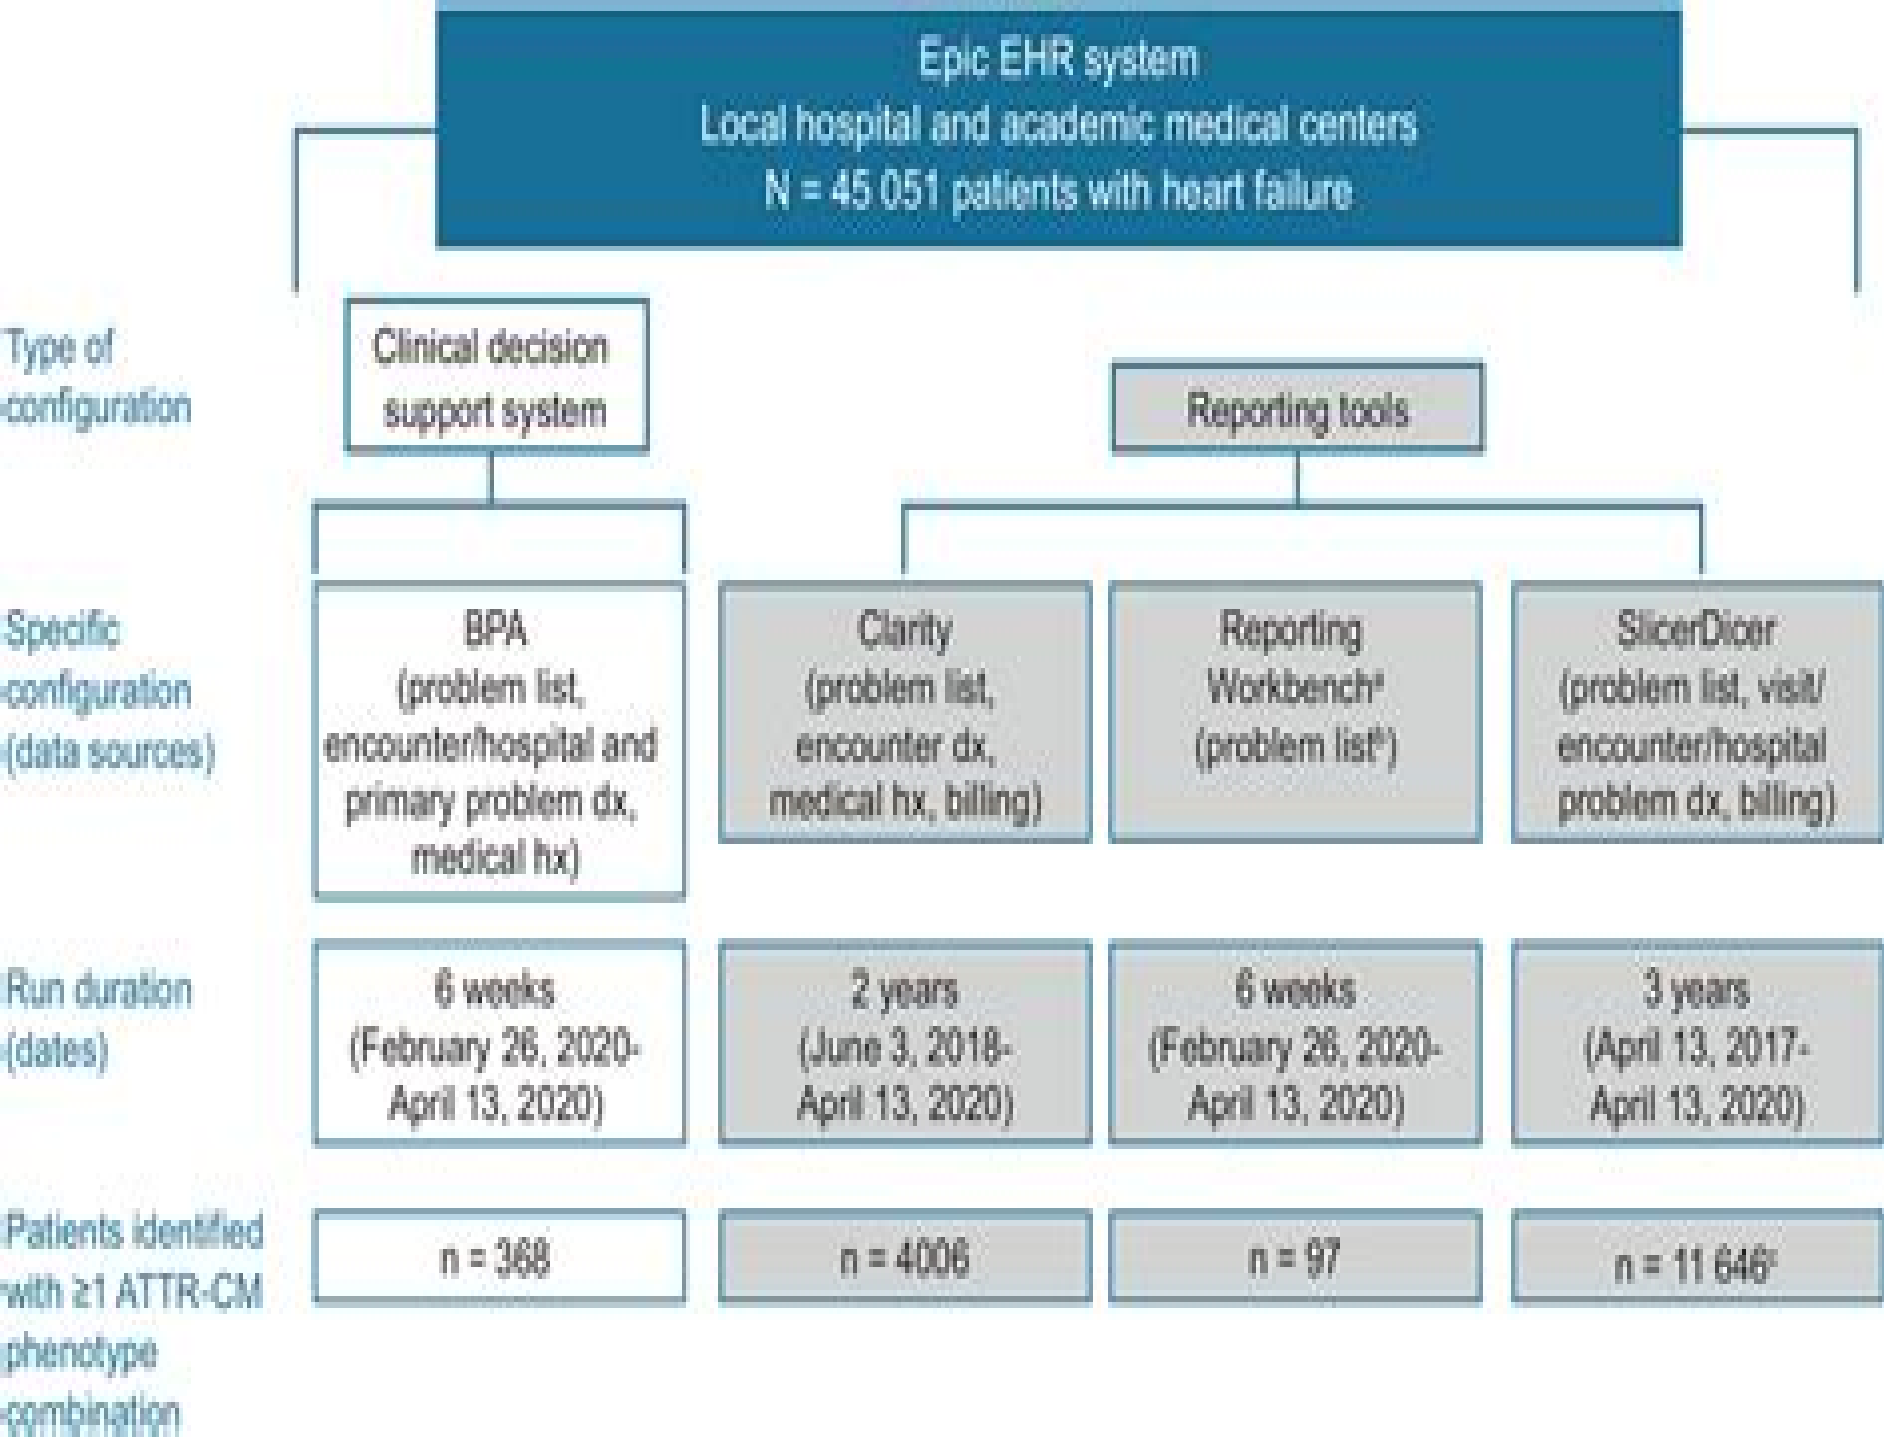 Epic EHR system
Local hospital and academic medical centers
N = 45 051 patients with heart failure
Type of
configuration
Clinical decision
support system
Reporting tools
Specific
configuration
(data sources)
BPA
(problem list,
encounter/hospital and
primary problem dx,
medical hx)
Clarity
(problem list,
encounter dx,
medical hx, billing)
Reporting
Workbenchᵃ
(problem listᵇ)
SlicerDicer
(problem list, visit/
encounter/hospital
problem dx, billing)
Run duration
(dates)
6 weeks
(February 26, 2020-
April 13, 2020)
2 years
(June 3, 2018-
April 13, 2020)
6 weeks
(February 26, 2020-
April 13, 2020)
3 years
(April 13, 2017-
April 13, 2020)
Patients identified
with ≥1 ATTR-CM
phenotype
combination
n = 368
n = 4006
n = 97
n = 11 646ᶜ